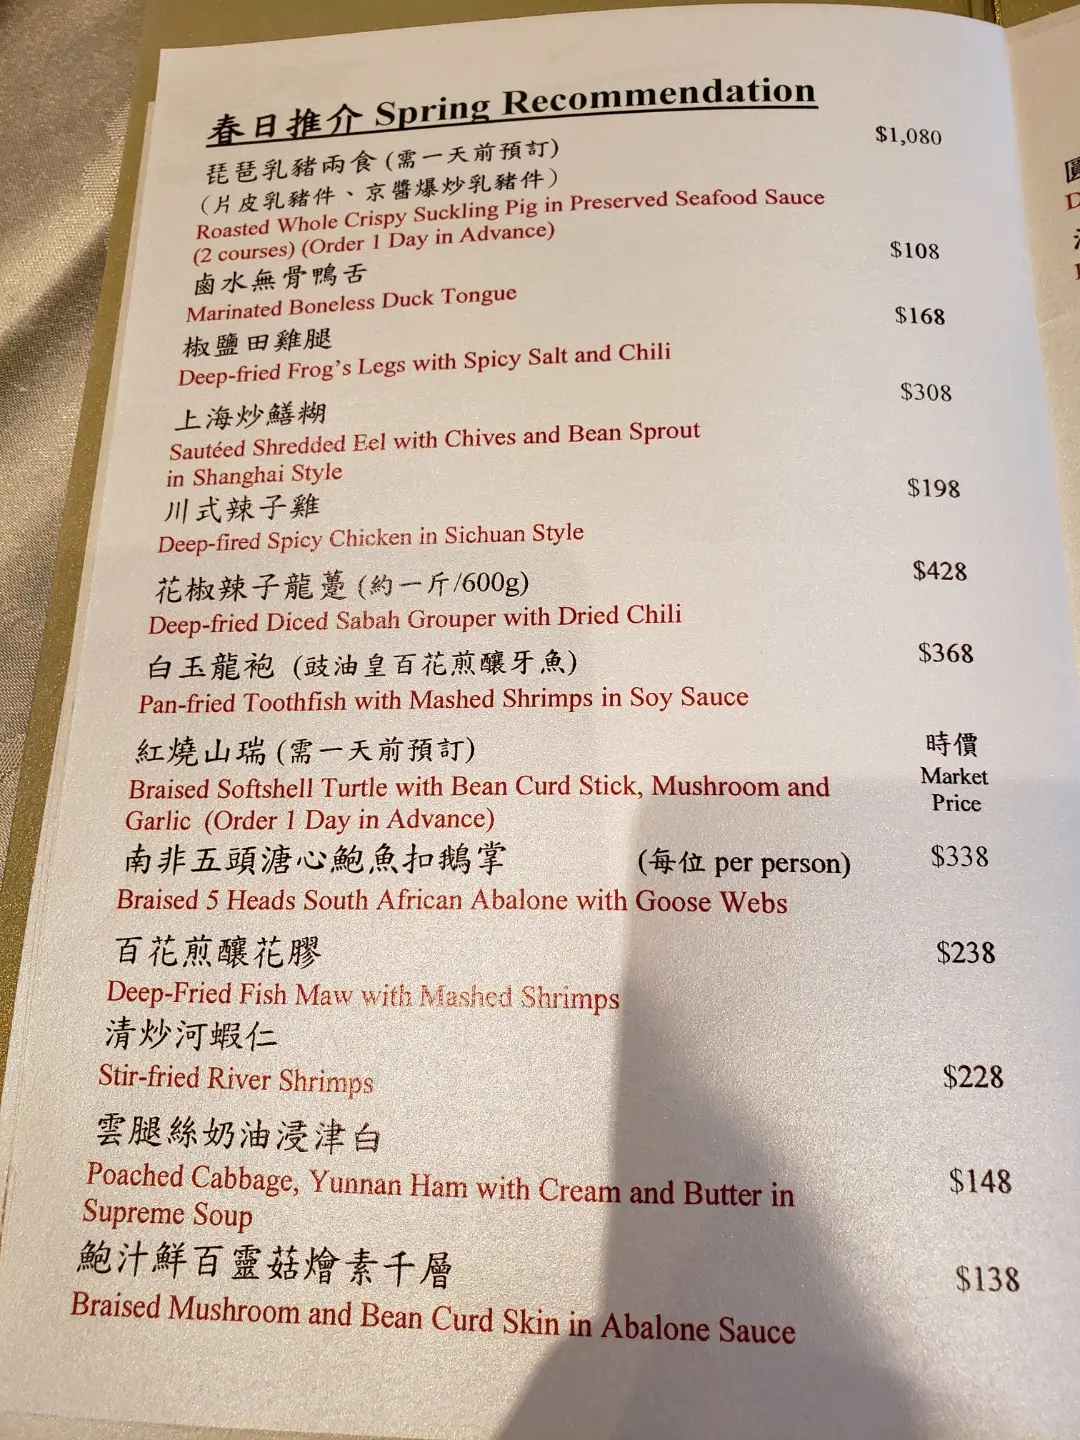 春日推介 Spring Recommendation
琵琶乳豬兩食 (需一天前預訂) $1,080
（片皮乳豬件、京醬爆炒乳豬件）
Roasted Whole Crispy Suckling Pig in Preserved Seafood Sauce
(2 courses) (Order 1 Day in Advance)
鹵水無骨鴨舌 $108
Marinated Boneless Duck Tongue
椒鹽田雞腿 $168
Deep-fried Frog's Legs with Spicy Salt and Chili
上海炒鱔糊 $308
Sautéed Shredded Eel with Chives and Bean Sprout
in Shanghai Style
川式辣子雞 $198
Deep-fired Spicy Chicken in Sichuan Style
花椒辣子龍躉 (約一斤/600g) $428
Deep-fried Diced Sabah Grouper with Dried Chili
白玉龍袍 (豉油皇百花煎釀牙魚) $368
Pan-fried Toothfish with Mashed Shrimps in Soy Sauce
紅燒山瑞 (需一天前預訂) 時價
Market
Price
Braised Softshell Turtle with Bean Curd Stick, Mushroom and
Garlic (Order 1 Day in Advance)
南非五頭溏心鮑魚扣鵝掌 (每位 per person) $338
Braised 5 Heads South African Abalone with Goose Webs
百花煎釀花膠 $238
Deep-Fried Fish Maw with Mashed Shrimps
清炒河蝦仁
Stir-fried River Shrimps $228
雲腿絲奶油浸津白
Poached Cabbage, Yunnan Ham with Cream and Butter in $148
Supreme Soup
鮑汁鮮百靈菇燴素千層 $138
Braised Mushroom and Bean Curd Skin in Abalone Sauce